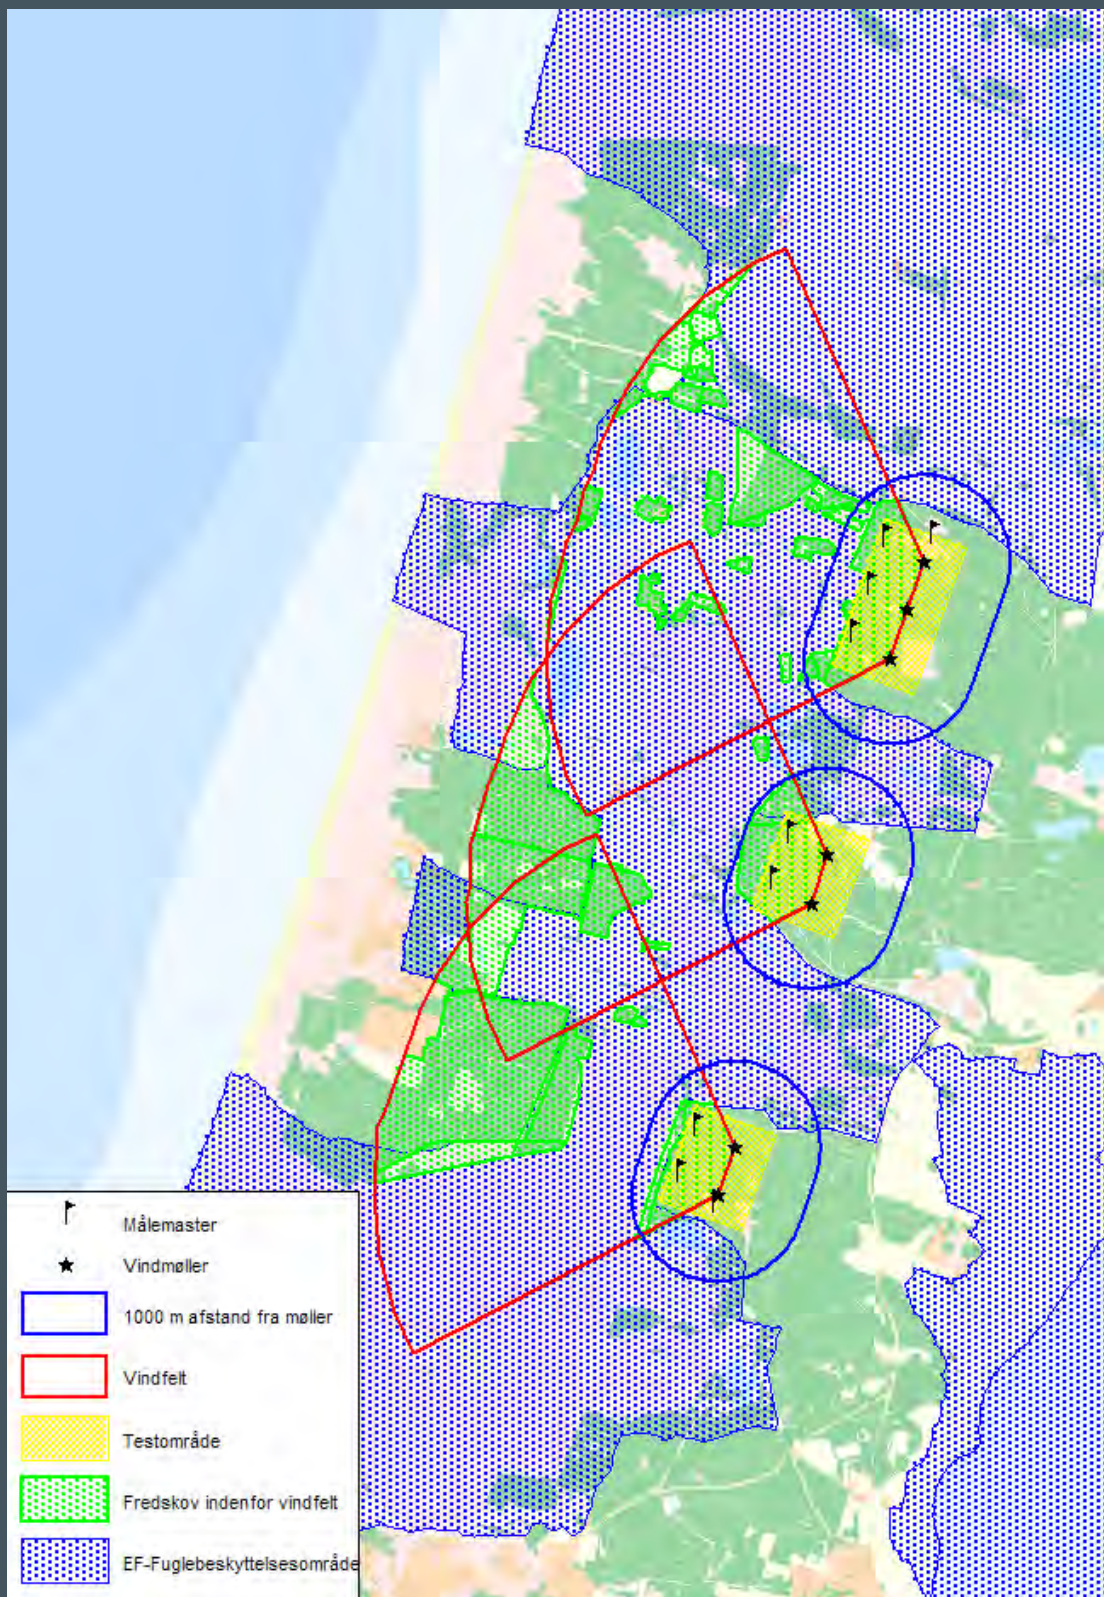 Målemaster
Vindmøller
1000 m afstand fra møller
Vindfelt
Testområde
Fredskov indenfor vindfelt
EF-Fuglebeskyttelsesområde